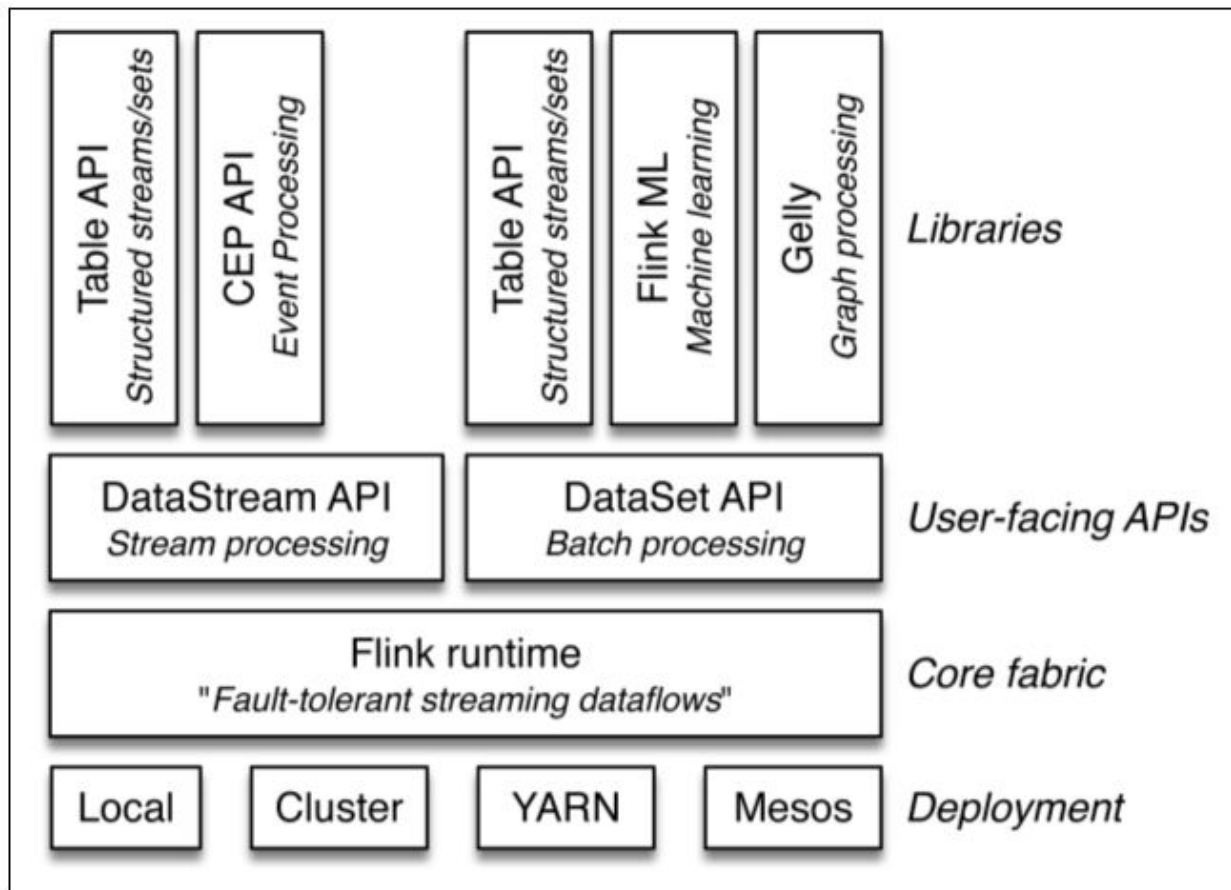 Table API
Structured streams/sets
CEP API
Event Processing
Table API
Structured streams/sets
Flink ML
Machine learning
Gelly
Graph processing
Libraries
DataStream API
Stream processing
DataSet API
Batch processing
User-facing APIs
Flink runtime
"Fault-tolerant streaming dataflows"
Core fabric
Local
Cluster
YARN
Mesos
Deployment